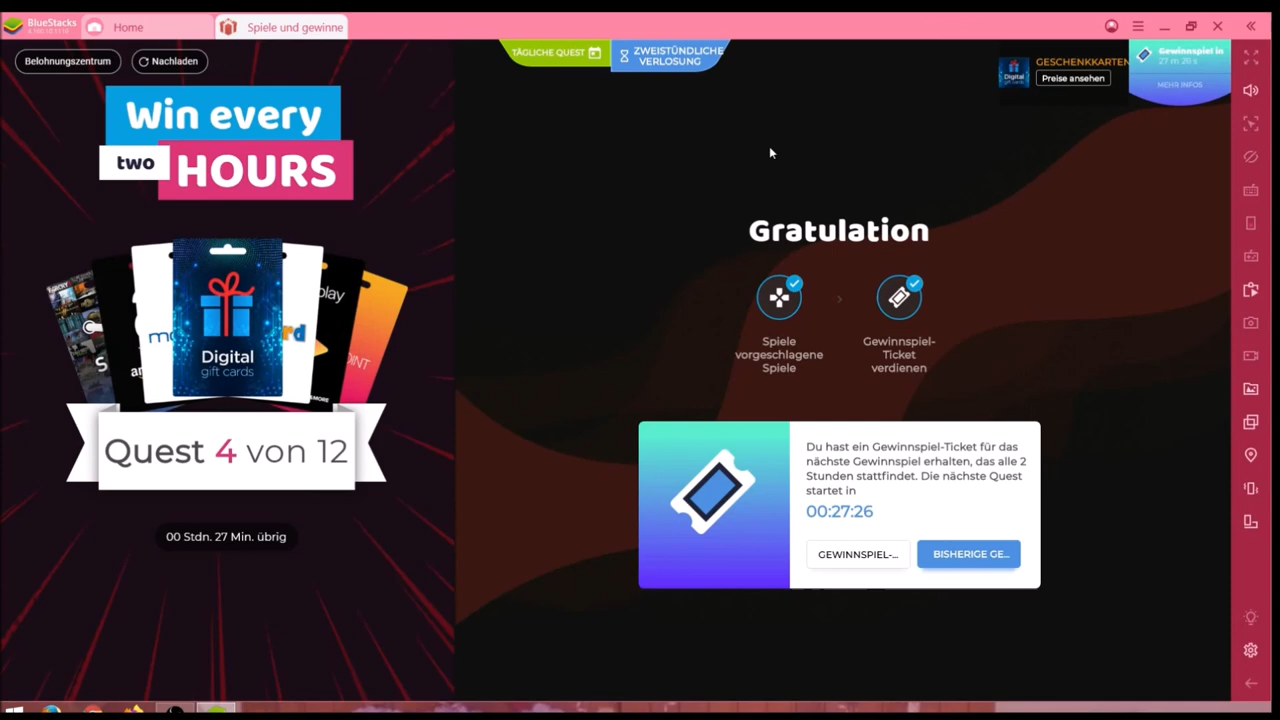 BlueStacks
Home
Spiele und gewinne
Belohnungszentrum
Nachladen
TÄGLICHE QUEST
ZWEISTÜNDLICHE
VERLOSUNG
GESCHENKKARTEN
Preise ansehen
Gewinnspiel in
27 m 26 s
MEHR INFOS
Win every
two HOURS
Digital
gift cards
Quest 4 von 12
00 Stdn. 27 Min. übrig
Gratulation
Spiele
vorgeschlagene
Spiele
Gewinnspiel-
Ticket
verdienen
Du hast ein Gewinnspiel-Ticket für das
nächste Gewinnspiel erhalten, das alle 2
Stunden stattfindet. Die nächste Quest
startet in
00:27:26
GEWINNSPIEL-...
BISHERIGE GE...